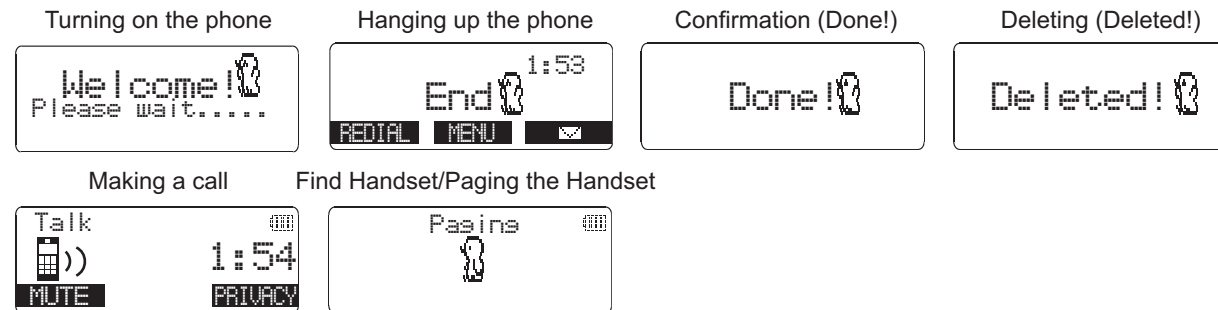 Turning on the phone
Hanging up the phone
Confirmation (Done!)
Deleting (Deleted!)
Welcome!
Please wait.....
1:53
End
REDIAL MENU
Done!
Deleted!
Making a call
Find Handset/Paging the Handset
Talk
1:54
MUTE PRIVACY
Paging